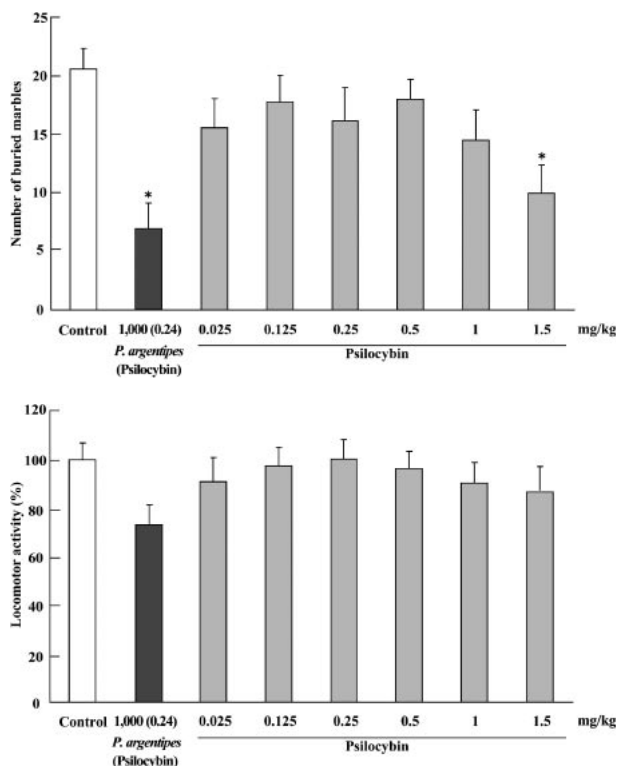 25
20
15
10
5
0
Number of buried marbles
*
*
Control 1,000 (0.24) 0.025 0.125 0.25 0.5 1 1.5 mg/kg
P. argentipes Psilocybin
(Psilocybin)
120
100
80
60
40
20
0
Locomotor activity (%)
Control 1,000 (0.24) 0.025 0.125 0.25 0.5 1 1.5 mg/kg
P. argentipes Psilocybin
(Psilocybin)